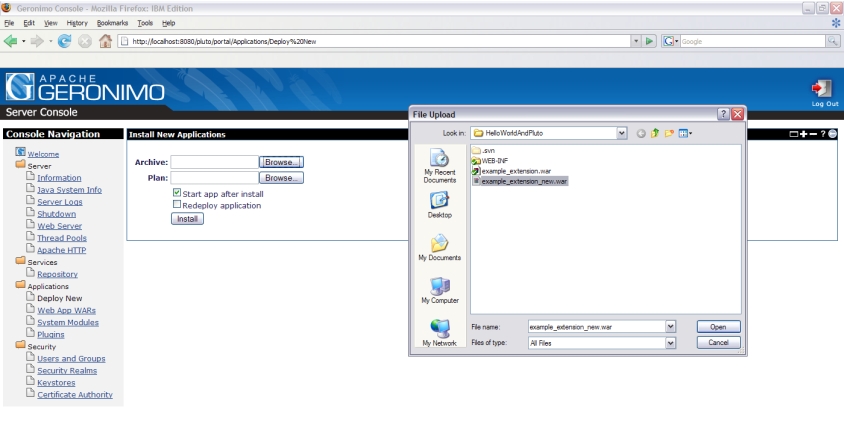 Geronimo Console - Mozilla Firefox: IBM Edition
File Edit View History Bookmarks Tools Help
http://localhost:8080/pluto/portal/Applications/Deploy%20New
Google
APACHE
GERONIMO
Log Out
Server Console
Console Navigation
Welcome
Server
Information
Java System Info
Server Logs
Shutdown
Web Server
Thread Pools
Apache HTTP
Services
Repository
Applications
Deploy New
Web App WARs
System Modules
Plugins
Security
Users and Groups
Security Realms
Keystores
Certificate Authority
Install New Applications
Archive: Browse...
Plan: Browse...
Start app after install
Redeploy application
Install
File Upload
Look in: HelloWorldAndPluto
My Recent Documents
Desktop
My Documents
My Computer
My Network
.svn
WEB-INF
example_extension.war
example_extension_new.war
File name: example_extension_new.war Open
Files of type: All Files Cancel